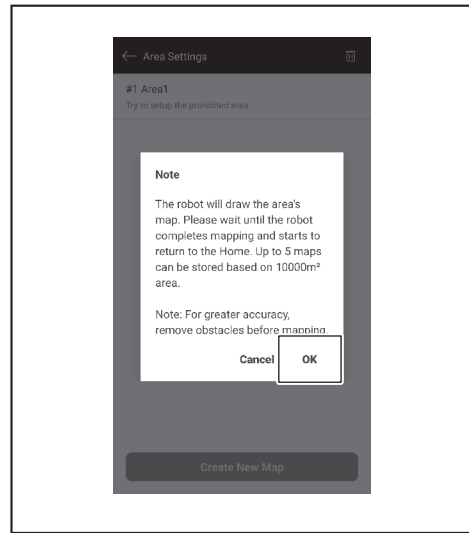 Area Settings
#1 Area1
Try to setup the prohibited area.
Note
The robot will draw the area's
map. Please wait until the robot
completes mapping and starts to
return to the Home. Up to 5 maps
can be stored based on 10000m²
area.
Note: For greater accuracy,
remove obstacles before mapping.
Cancel OK
Create New Map